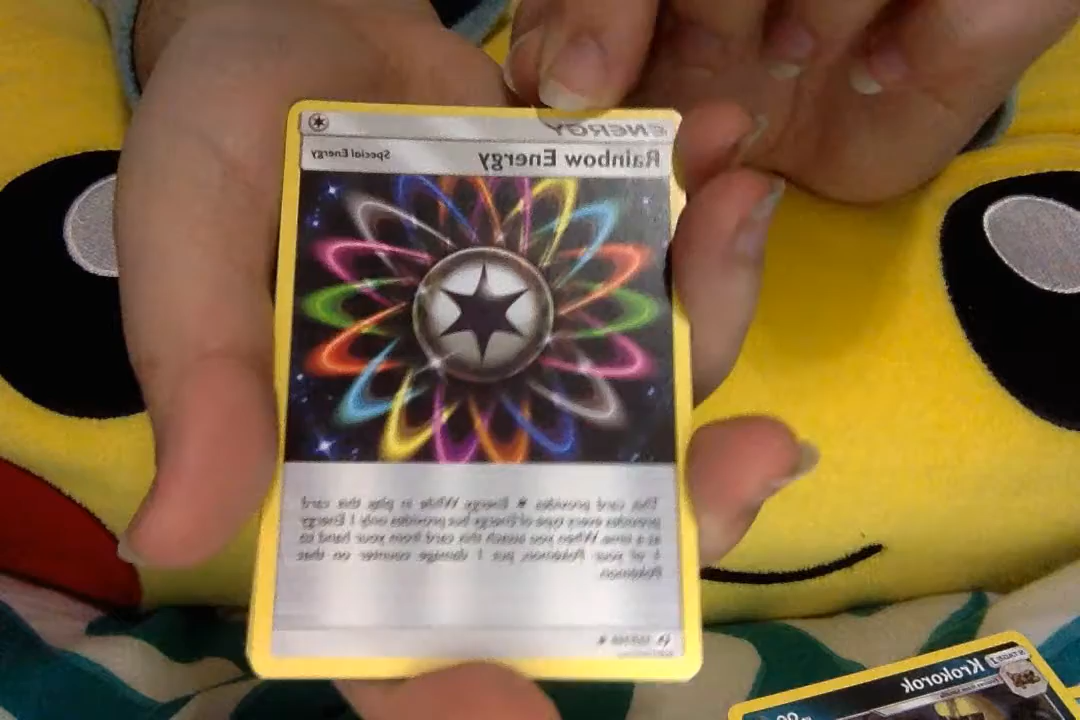 ENERGY
Rainbow Energy Special Energy
This card provides Energy. While in play, this card
provides every type of Energy but provides only 1 Energy
at a time. When you attach this card from your hand to
1 of your Pokémon, put 1 damage counter on that
Pokémon.
STAGE 1 Krokorok